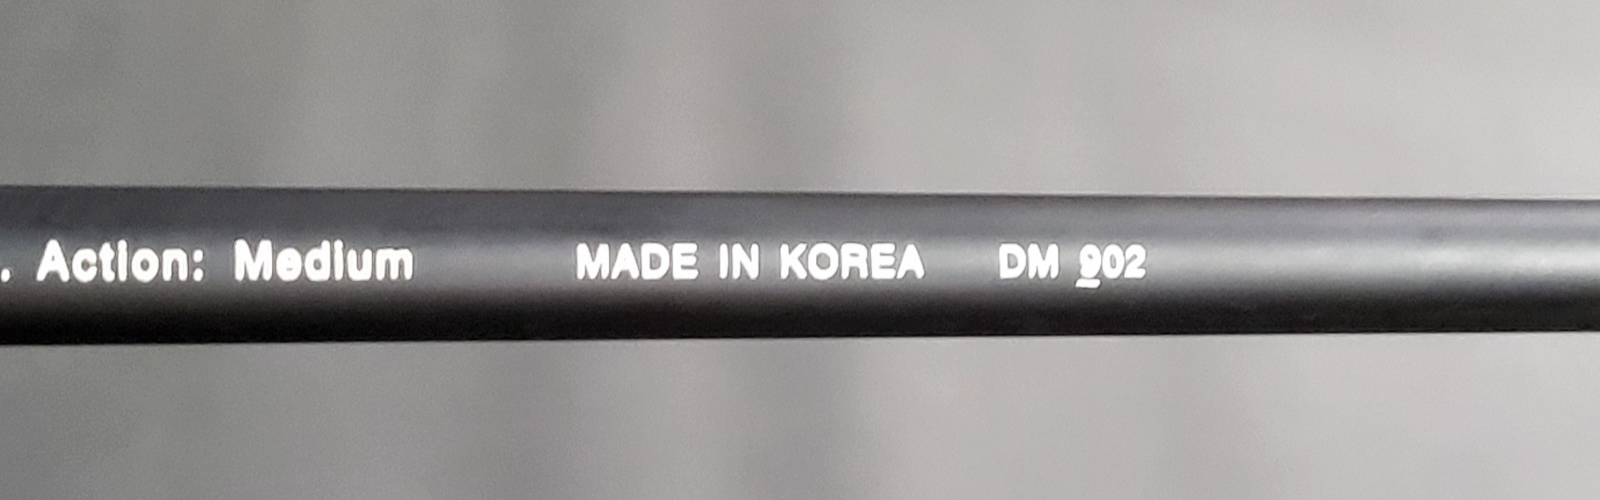 . Action: Medium MADE IN KOREA DM 902